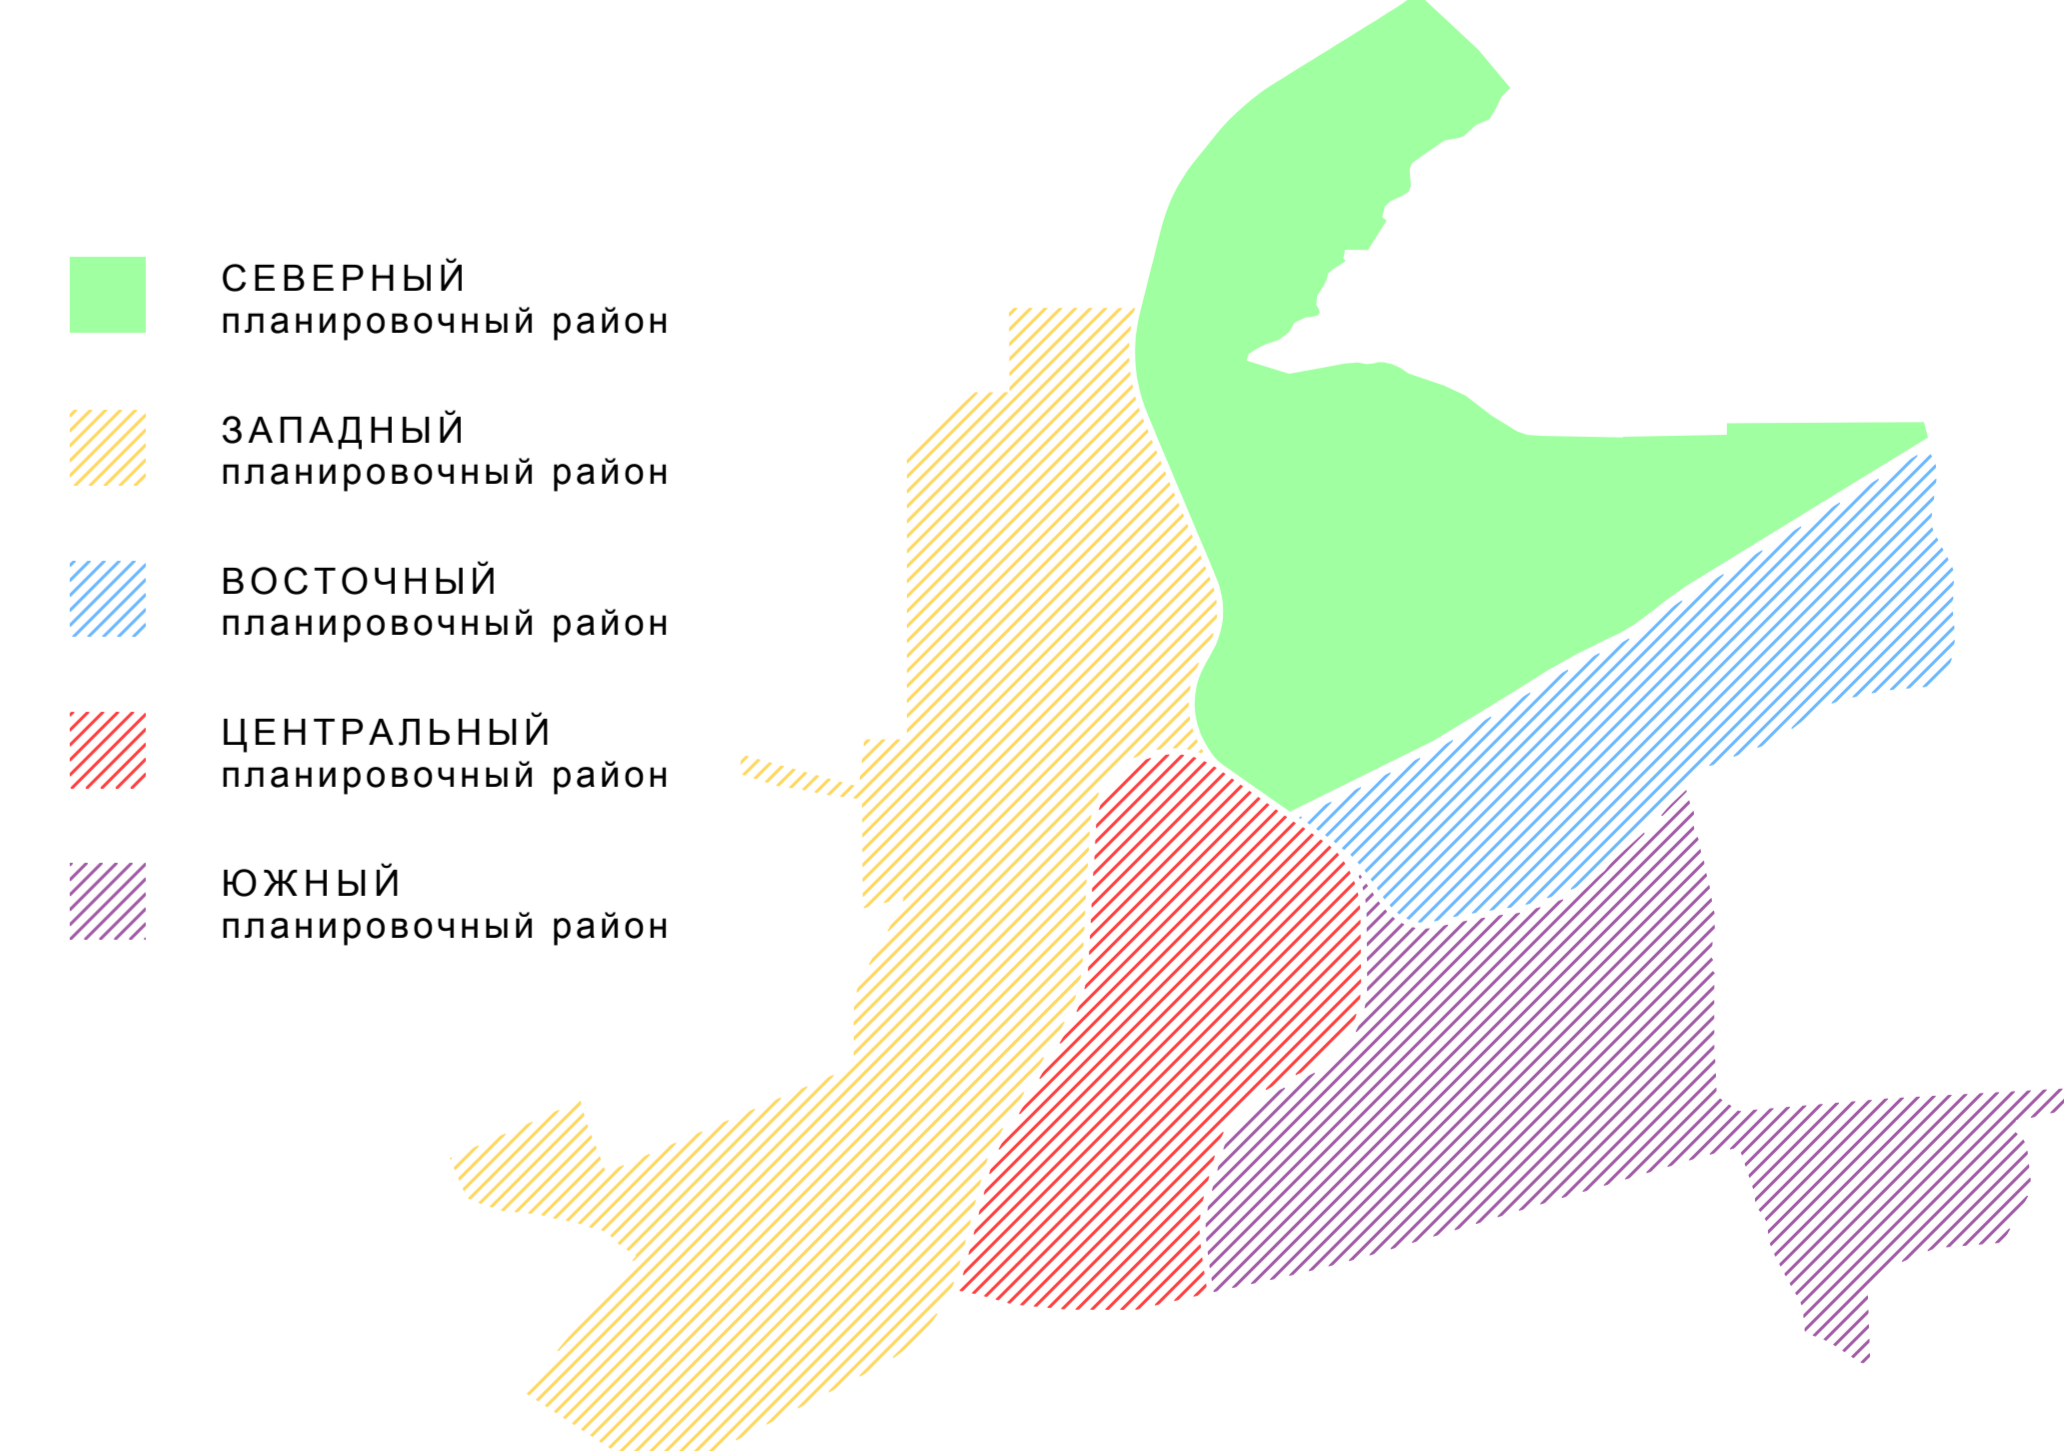 СЕВЕРНЫЙ
планировочный район
ЗАПАДНЫЙ
планировочный район
ВОСТОЧНЫЙ
планировочный район
ЦЕНТРАЛЬНЫЙ
планировочный район
ЮЖНЫЙ
планировочный район